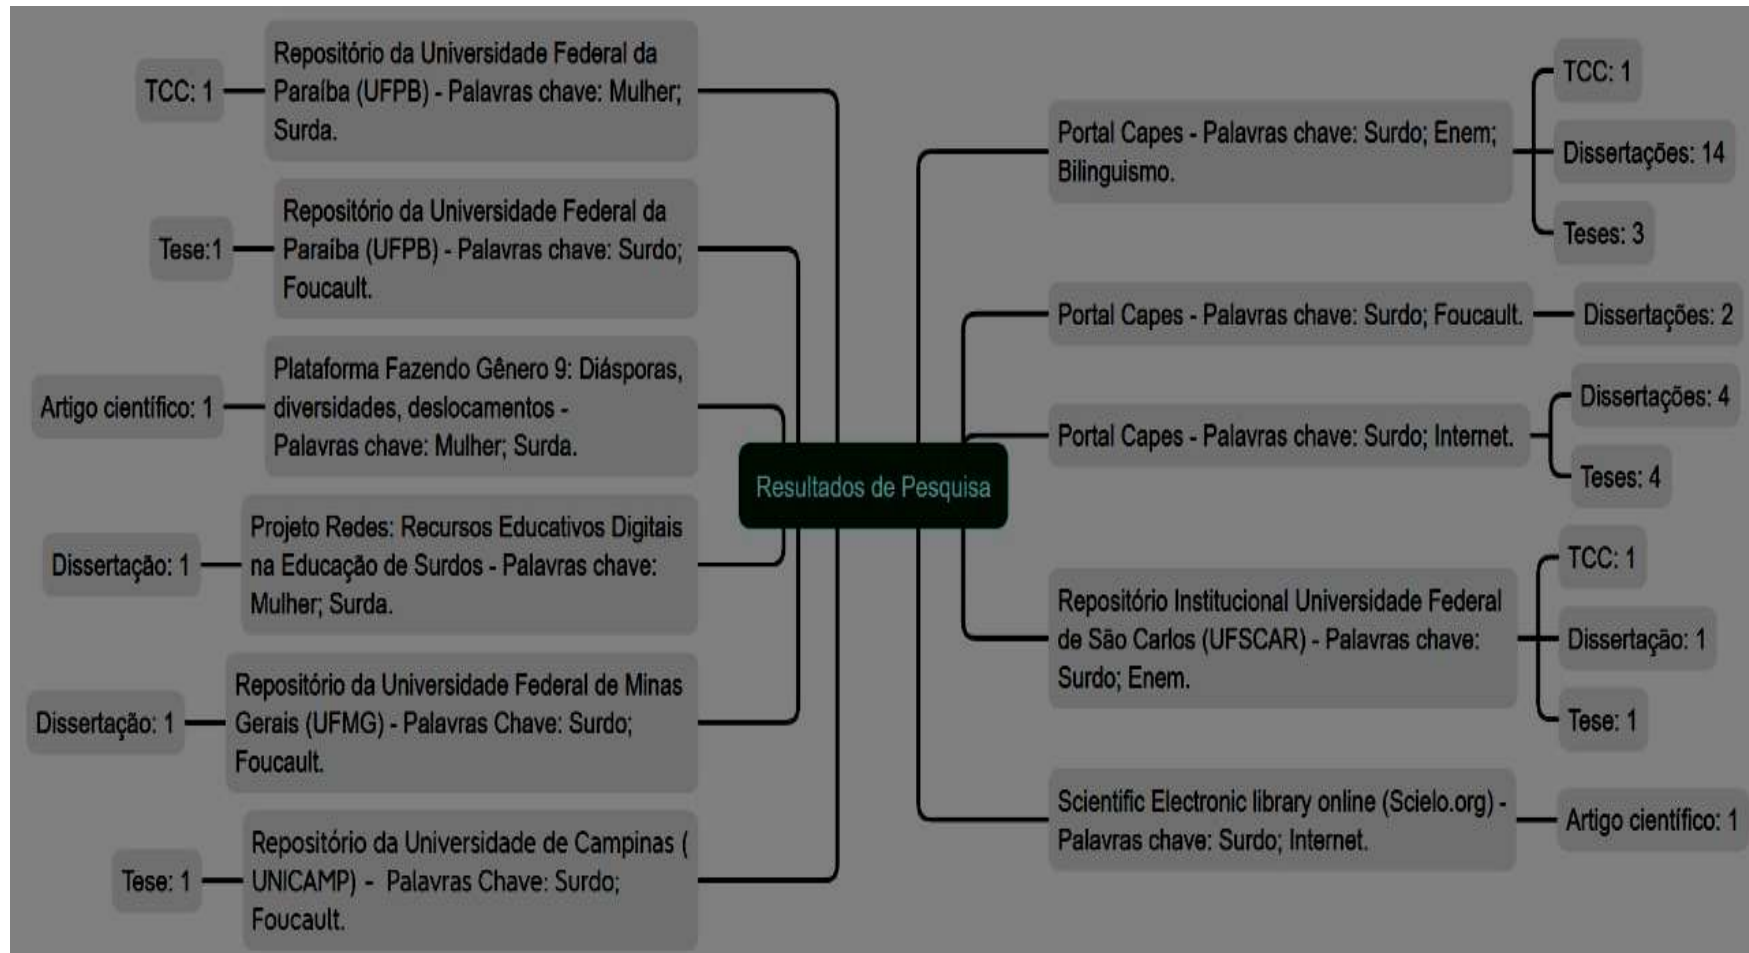 Resultados de Pesquisa
Repositório da Universidade Federal da
Paraíba (UFPB) - Palavras chave: Mulher;
Surda.
TCC: 1
Repositório da Universidade Federal da
Paraíba (UFPB) - Palavras chave: Surdo;
Foucault.
Tese:1
Plataforma Fazendo Gênero 9: Diásporas,
diversidades, deslocamentos -
Palavras chave: Mulher; Surda.
Artigo científico: 1
Projeto Redes: Recursos Educativos Digitais
na Educação de Surdos - Palavras chave:
Mulher; Surda.
Dissertação: 1
Repositório da Universidade Federal de Minas
Gerais (UFMG) - Palavras Chave: Surdo;
Foucault.
Dissertação: 1
Repositório da Universidade de Campinas (
UNICAMP) - Palavras Chave: Surdo;
Foucault.
Tese: 1
Portal Capes - Palavras chave: Surdo; Enem;
Bilinguismo.
TCC: 1
Dissertações: 14
Teses: 3
Portal Capes - Palavras chave: Surdo; Foucault.
Dissertações: 2
Portal Capes - Palavras chave: Surdo; Internet.
Dissertações: 4
Teses: 4
Repositório Institucional Universidade Federal
de São Carlos (UFSCAR) - Palavras chave:
Surdo; Enem.
TCC: 1
Dissertação: 1
Tese: 1
Scientific Electronic library online (Scielo.org) -
Palavras chave: Surdo; Internet.
Artigo científico: 1